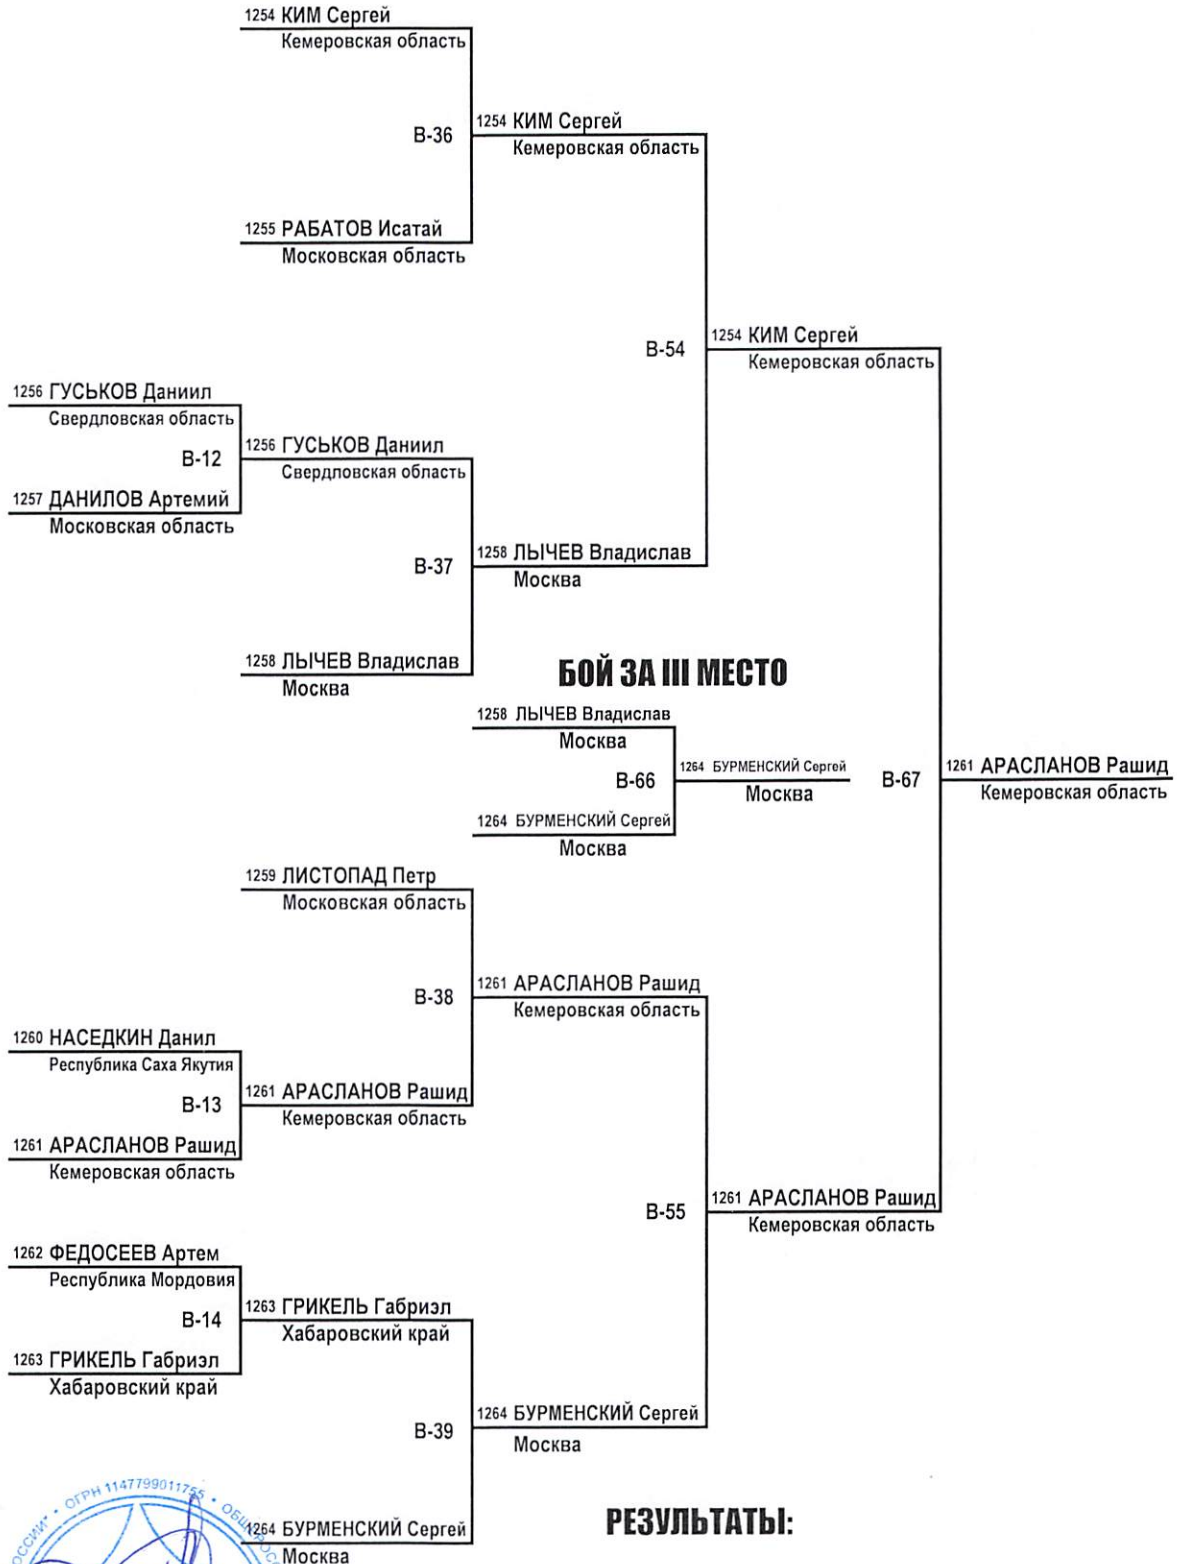 1254 КИМ Сергей
Кемеровская область
B-36
1254 КИМ Сергей
Кемеровская область
1255 РАБАТОВ Исатай
Московская область
B-54
1254 КИМ Сергей
Кемеровская область
1256 ГУСЬКОВ Даниил
Свердловская область
B-12
1256 ГУСЬКОВ Даниил
Свердловская область
1257 ДАНИЛОВ Артемий
Московская область
B-37
1258 ЛЫЧЕВ Владислав
Москва
1258 ЛЫЧЕВ Владислав
Москва
БОЙ ЗА III МЕСТО
1258 ЛЫЧЕВ Владислав
Москва
B-66
1264 БУРМЕНСКИЙ Сергей
Москва
B-67
1261 АРАСЛАНОВ Рашид
Кемеровская область
1264 БУРМЕНСКИЙ Сергей
Москва
1259 ЛИСТОПАД Петр
Московская область
B-38
1261 АРАСЛАНОВ Рашид
Кемеровская область
1260 НАСЕДКИН Данил
Республика Саха Якутия
B-13
1261 АРАСЛАНОВ Рашид
Кемеровская область
1261 АРАСЛАНОВ Рашид
Кемеровская область
B-55
1261 АРАСЛАНОВ Рашид
Кемеровская область
1262 ФЕДОСЕЕВ Артем
Республика Мордовия
B-14
1263 ГРИКЕЛЬ Габриэл
Хабаровский край
1263 ГРИКЕЛЬ Габриэл
Хабаровский край
B-39
1264 БУРМЕНСКИЙ Сергей
Москва
1264 БУРМЕНСКИЙ Сергей
Москва
РЕЗУЛЬТАТЫ:
ОГРН 1147799011755